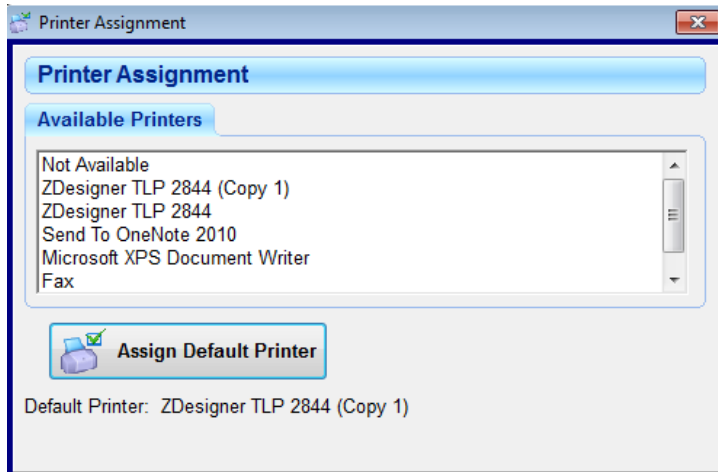 Printer Assignment
Printer Assignment
Available Printers
Not Available
ZDesigner TLP 2844 (Copy 1)
ZDesigner TLP 2844
Send To OneNote 2010
Microsoft XPS Document Writer
Fax
Assign Default Printer
Default Printer: ZDesigner TLP 2844 (Copy 1)